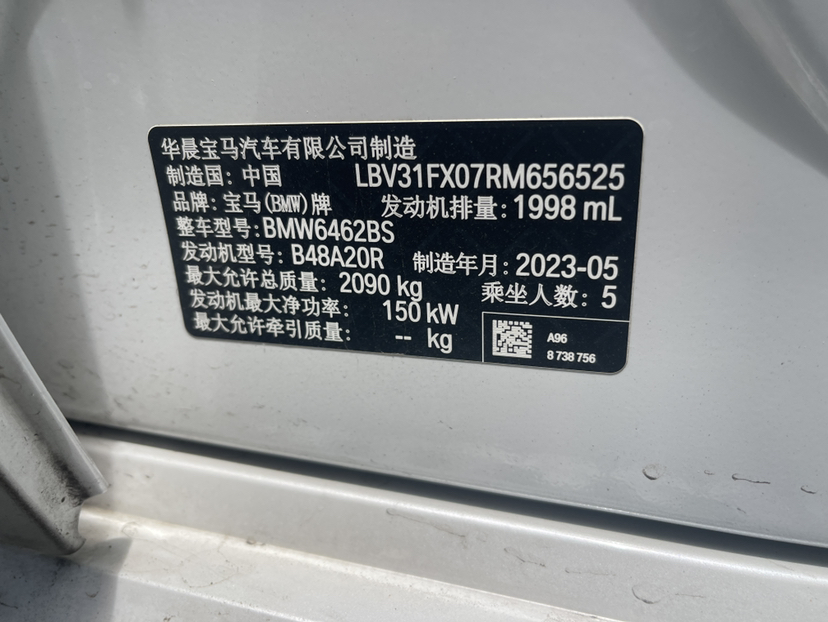 华晨宝马汽车有限公司制造
制造国: 中国 LBV31FX07RM656525
品牌: 宝马(BMW)牌 发动机排量: 1998 mL
整车型号: BMW6462BS
发动机型号: B48A20R 制造年月: 2023-05
最大允许总质量: 2090 kg 乘坐人数: 5
发动机最大净功率: 150 kW
最大允许牵引质量: -- kg
A96
8 738 756